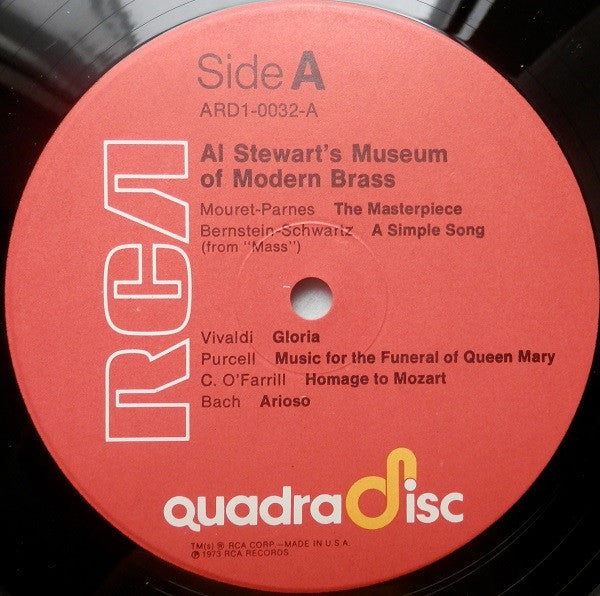 Side A
ARD1-0032-A
RCA
Al Stewart's Museum
of Modern Brass
Mouret-Parnes The Masterpiece
Bernstein-Schwartz A Simple Song
(from "Mass")
Vivaldi Gloria
Purcell Music for the Funeral of Queen Mary
C. O'Farrill Homage to Mozart
Bach Arioso
quadradisc
TM(s) ® RCA CORP.—MADE IN U.S.A.
℗ 1973 RCA RECORDS